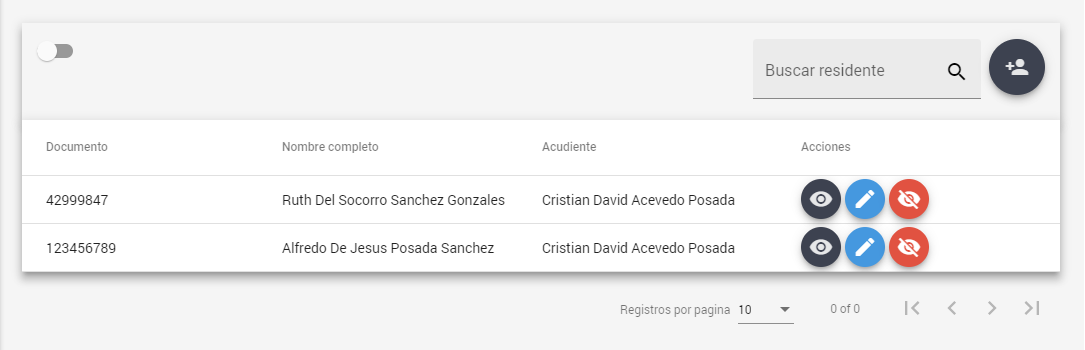 Buscar residente
Documento Nombre completo Acudiente Acciones
42999847 Ruth Del Socorro Sanchez Gonzales Cristian David Acevedo Posada
123456789 Alfredo De Jesus Posada Sanchez Cristian David Acevedo Posada
Registros por pagina 10 0 of 0